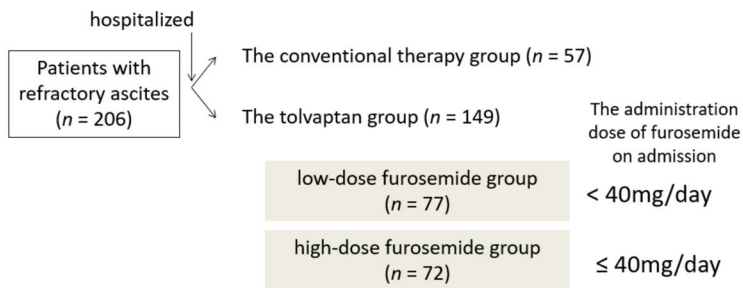 hospitalized
Patients with
refractory ascites
(n = 206)
The conventional therapy group (n = 57)
The tolvaptan group (n = 149)
The administration
dose of furosemide
on admission
low-dose furosemide group
(n = 77)
< 40mg/day
high-dose furosemide group
(n = 72)
≤ 40mg/day